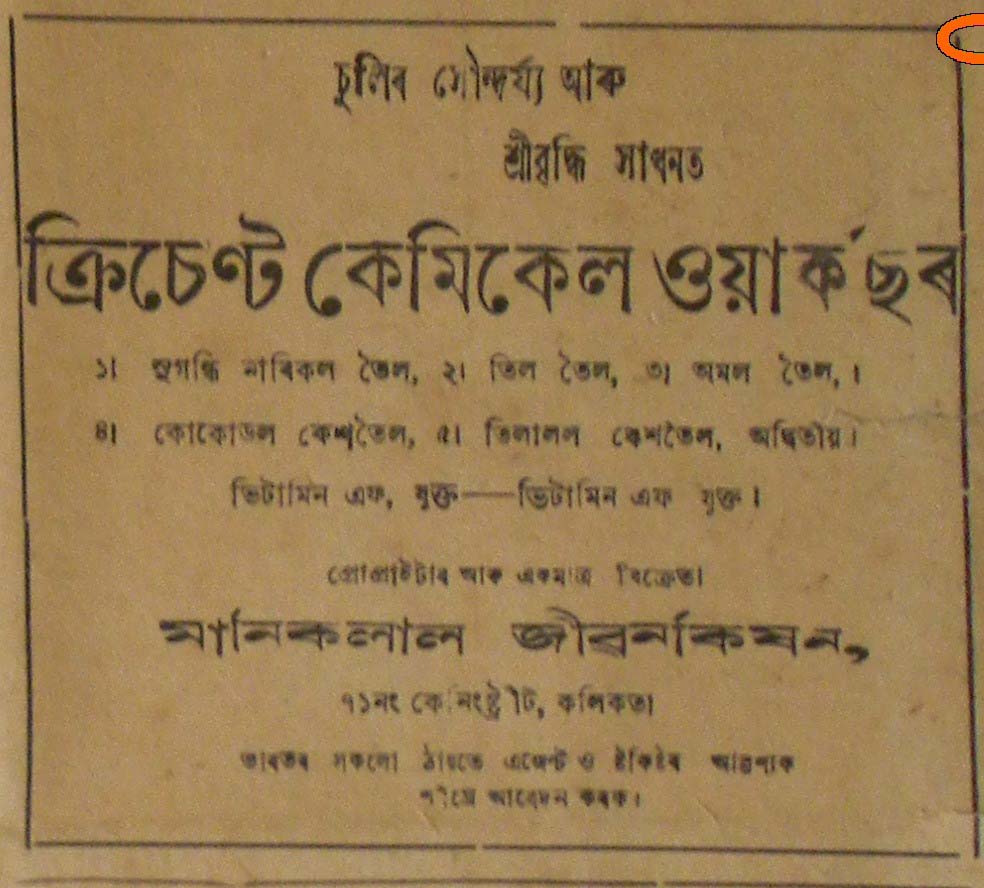 চুলিৰ সৌন্দৰ্য্য আৰু
শ্ৰীবৃদ্ধি সাধনত
ক্ৰিচেণ্ট কেমিকেল ওয়াৰ্কছৰ
১। সুগন্ধি নাৰিকল তৈল, ২। তিল তৈল, ৩। অমল তৈল, ।
৪। কোকোডল কেশতৈল, ৫। তিলালল কেশতৈল, অদ্বিতীয়।
ভিটামিন এফ, যুক্ত——ভিটামিন এফ যুক্ত।
প্ৰোপ্ৰাইটাৰ আৰু একমাত্ৰ বিক্ৰেতা
মানিকলাল জীৱনকিষন,
৭১নং কেনিংষ্ট্ৰীট, কলিকতা
ভাৰতৰ সকলো ঠাইতে এজেণ্ট ও ষ্টকিষ্টৰ আৱশ্যক
শীঘ্ৰে আবেদন কৰক।